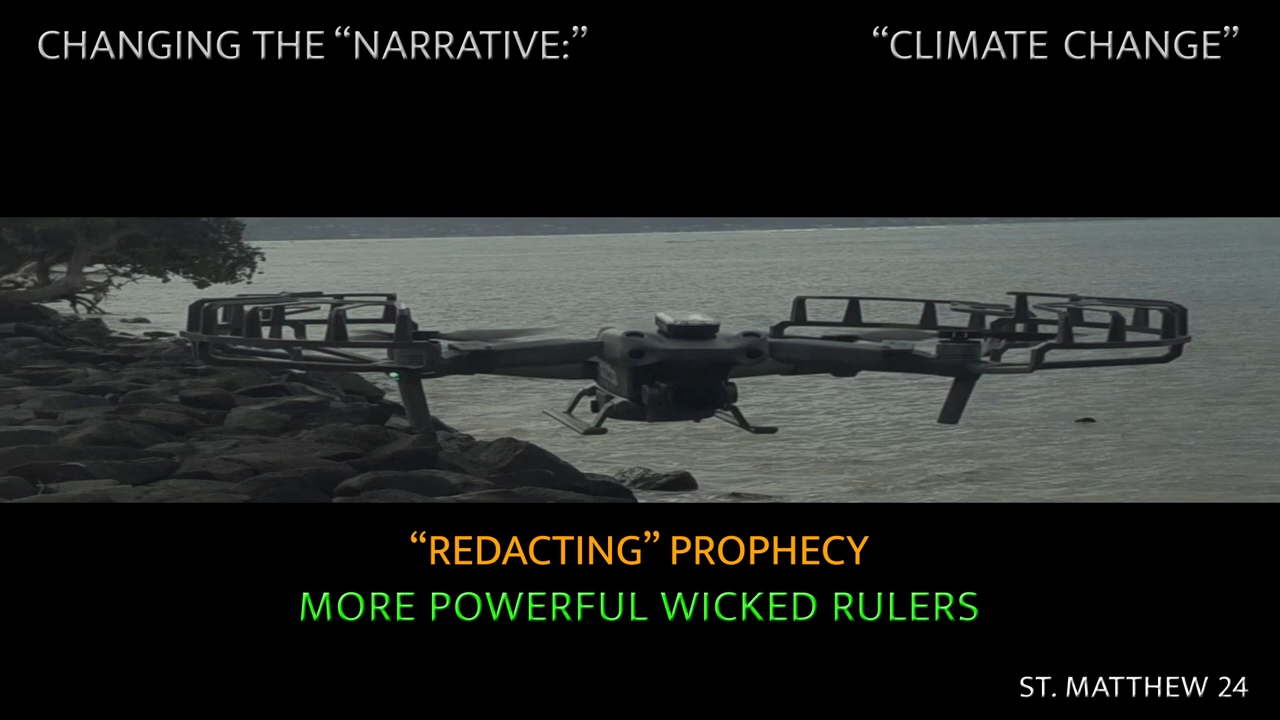 CHANGING THE “NARRATIVE:” “CLIMATE CHANGE”
“REDACTING” PROPHECY
MORE POWERFUL WICKED RULERS
ST. MATTHEW 24